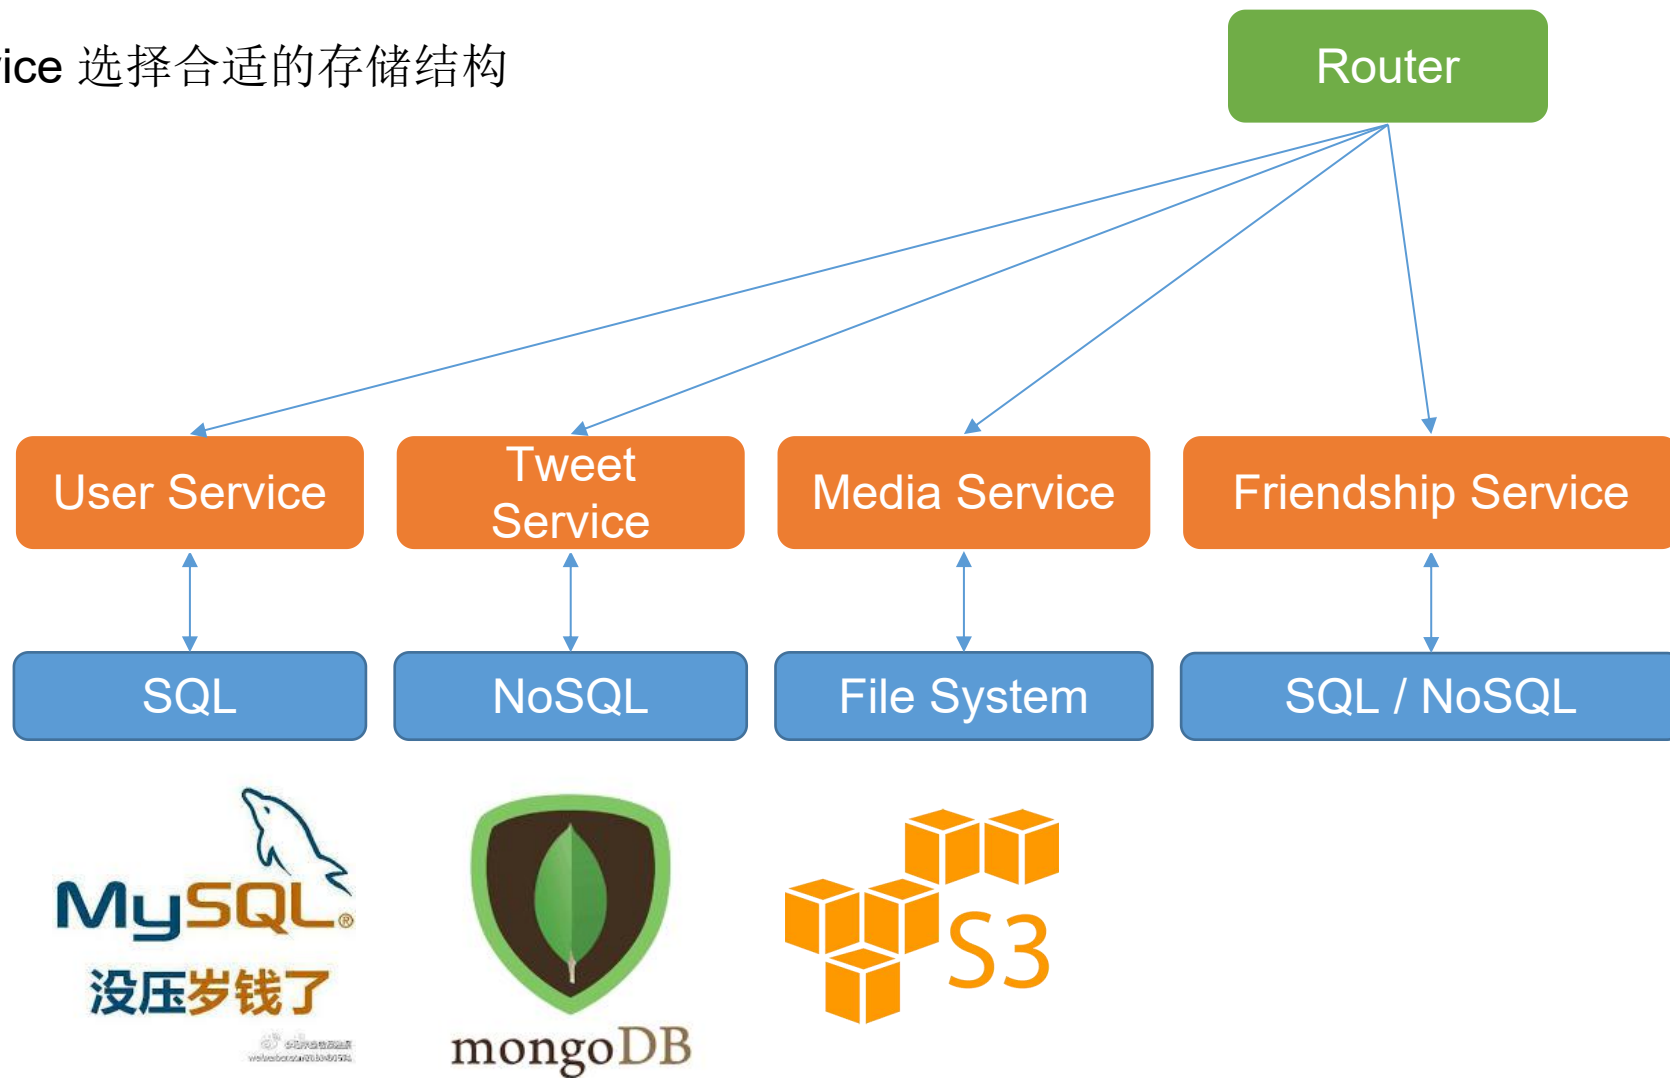 ice 选择合适的存储结构
Router
User Service
Tweet
Service
Media Service
Friendship Service
SQL
NoSQL
File System
SQL / NoSQL
MySQL®
没压岁钱了
mongoDB
S3